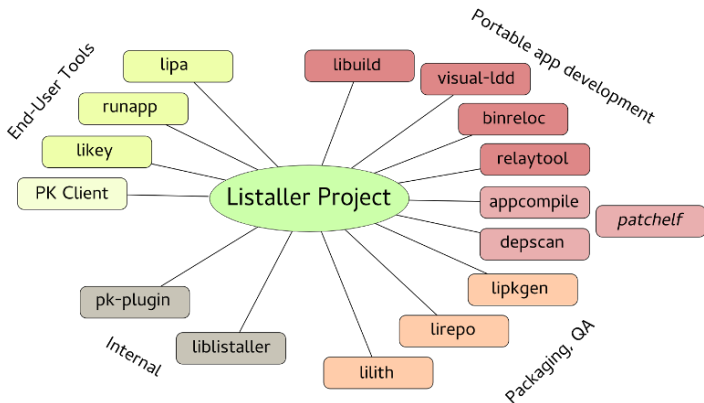 Portable app development
End-User Tools
lipa
libuild
visual-ldd
runapp
binreloc
likey
relaytool
PK Client
Listaller Project
appcompile
patchelf
depscan
lipkgen
pk-plugin
lirepo
Internal
liblistaller
Packaging, QA
lilith